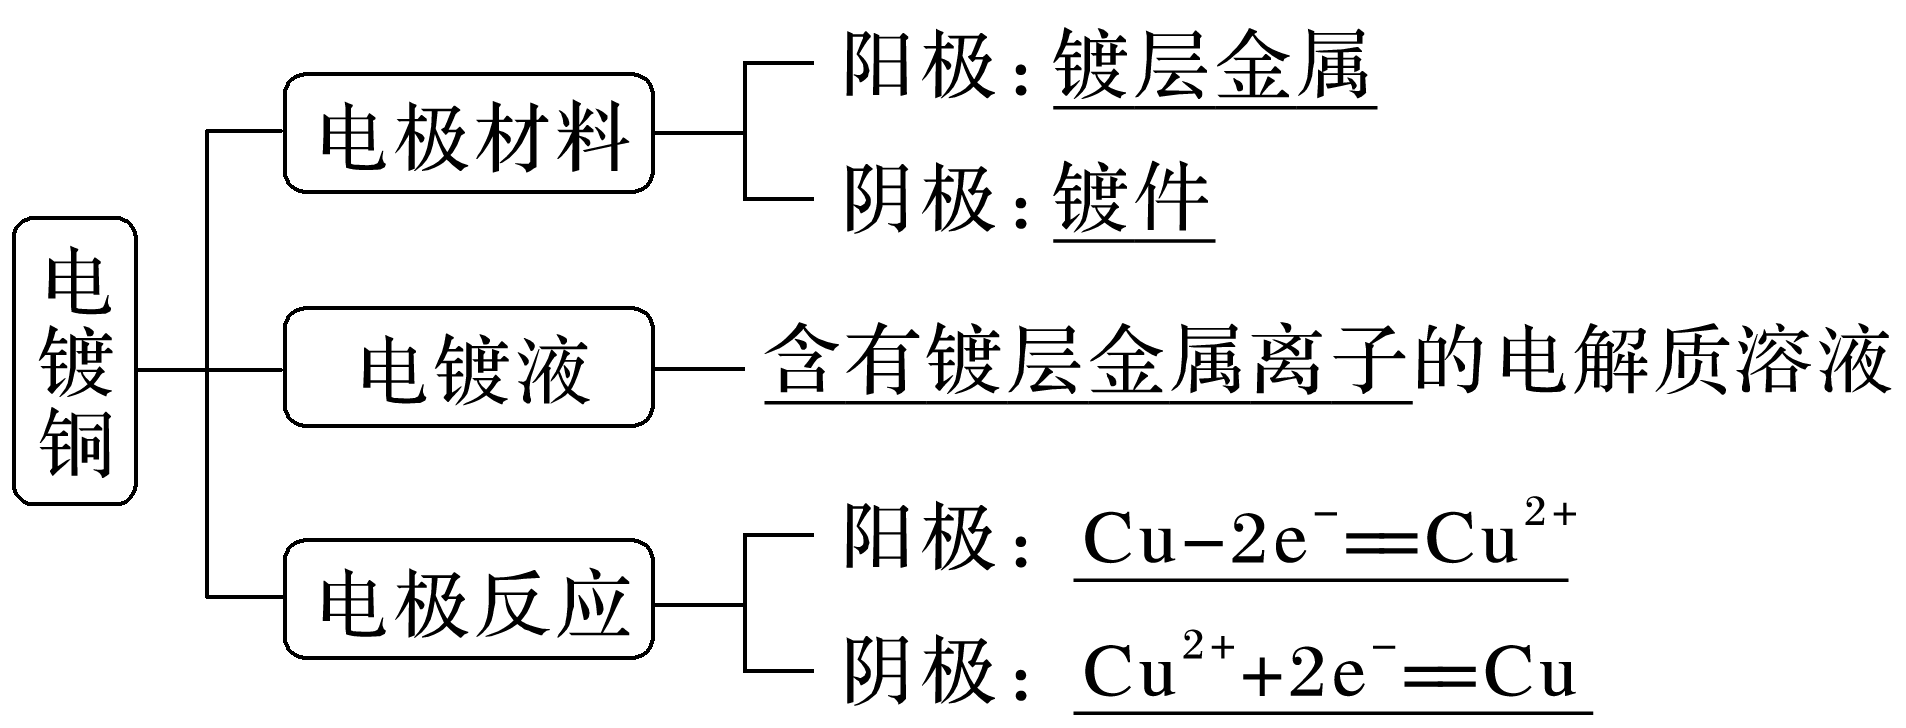 电镀铜
电极材料
阳极：镀层金属
阴极：镀件
电镀液
含有镀层金属离子的电解质溶液
电极反应
阳极：Cu−2e⁻══Cu²⁺
阴极：Cu²⁺+2e⁻══Cu